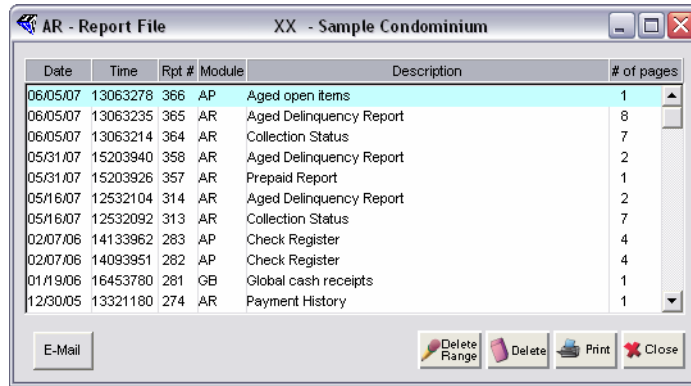 AR - Report File XX - Sample Condominium
Date Time Rpt # Module Description # of pages
06/05/07 13063278 366 AP Aged open items 1
06/05/07 13063235 365 AR Aged Delinquency Report 8
06/05/07 13063214 364 AR Collection Status 7
05/31/07 15203940 358 AR Aged Delinquency Report 2
05/31/07 15203926 357 AR Prepaid Report 1
05/16/07 12532104 314 AR Aged Delinquency Report 2
05/16/07 12532092 313 AR Collection Status 7
02/07/06 14133962 283 AP Check Register 4
02/07/06 14093951 282 AP Check Register 4
01/19/06 16453780 281 GB Global cash receipts 1
12/30/05 13321180 274 AR Payment History 1
E-Mail Delete Range Delete Print Close